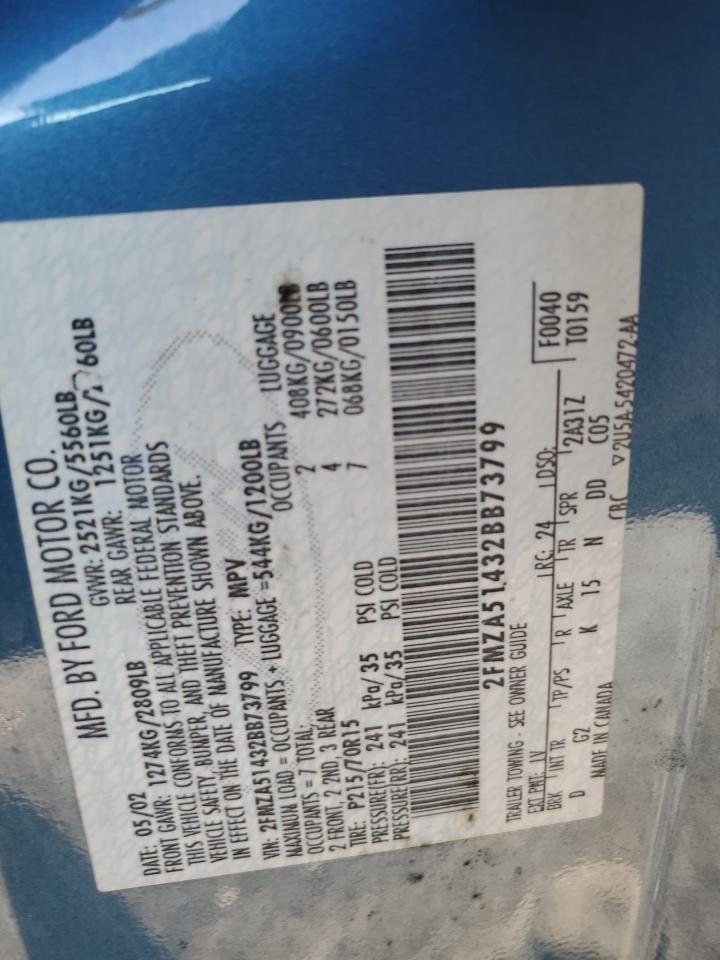 MFD. BY FORD MOTOR CO.
DATE: 05/02 GVWR: 2521KG/5560LB
FRONT GAWR: 1274KG/2809LB REAR GAWR: 1251KG/2760LB
THIS VEHICLE CONFORMS TO ALL APPLICABLE FEDERAL MOTOR
VEHICLE SAFETY, BUMPER, AND THEFT PREVENTION STANDARDS
IN EFFECT ON THE DATE OF MANUFACTURE SHOWN ABOVE.
VIN: 2FMZA51432BB73799 TYPE: MPV
MAXIMUM LOAD = OCCUPANTS + LUGGAGE =544KG/1200LB
OCCUPANTS = 7 TOTAL: OCCUPANTS LUGGAGE
2 FRONT, 2 2ND, 3 REAR 2 408KG/0900LB
TIRE: P215/70R15 4 272KG/0600LB
PRESSURE(FR): 241 kPa/35 PSI COLD 7 068KG/0150LB
PRESSURE(RR): 241 kPa/35 PSI COLD
2FMZA51432BB73799
TRAILER TOWING - SEE OWNER GUIDE
EXT PNT: LV RC: 24 DSO: F0040
BRK INT TR TP/PS R AXLE TR SPR T0159
D G2 K 15 N DD 2A31Z
MADE IN CANADA CBC C05
▽2U5A-5420472-AA